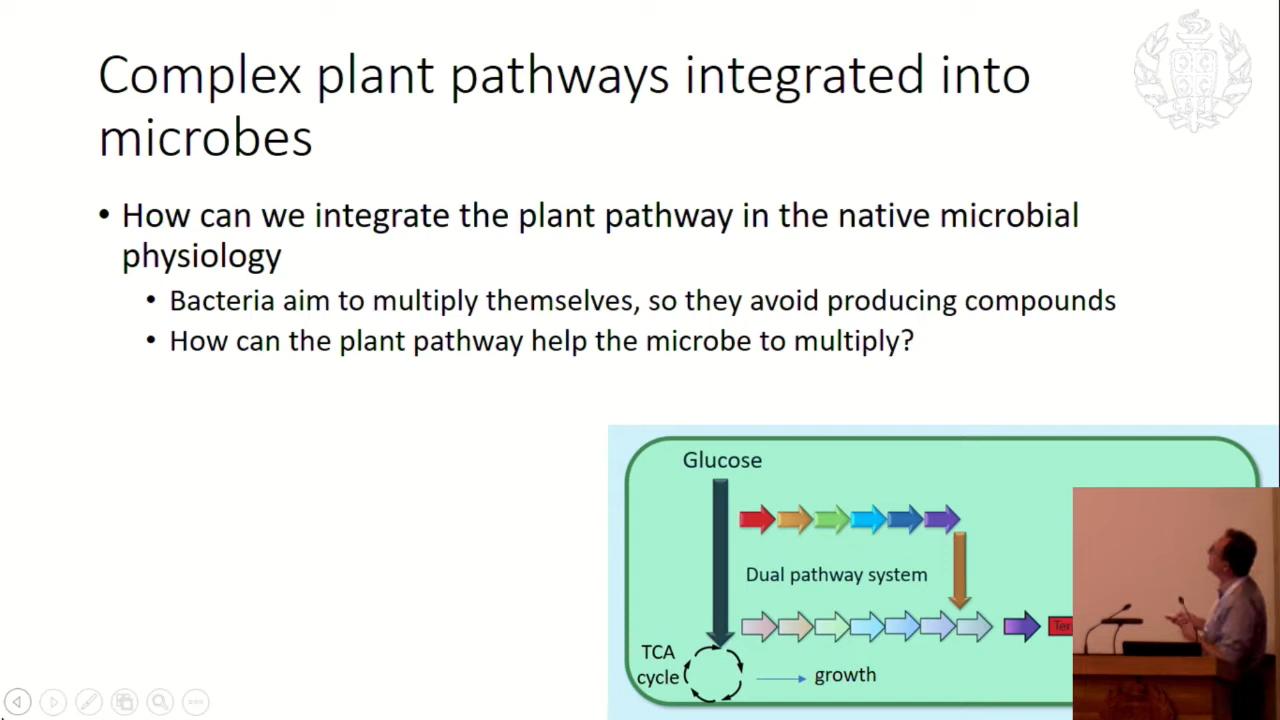 Complex plant pathways integrated into
microbes
• How can we integrate the plant pathway in the native microbial
physiology
• Bacteria aim to multiply themselves, so they avoid producing compounds
• How can the plant pathway help the microbe to multiply?
Glucose
Dual pathway system
TCA
cycle
growth